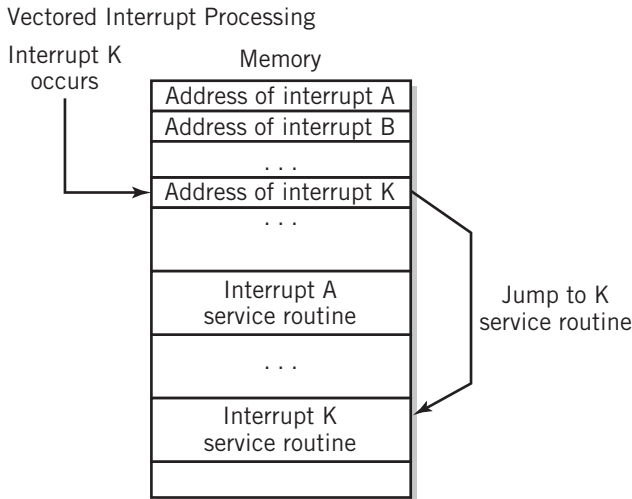 Vectored Interrupt Processing
Interrupt K
occurs
Memory
Address of interrupt A
Address of interrupt B
. . .
Address of interrupt K
. . .
Interrupt A
service routine
Jump to K
service routine
. . .
Interrupt K
service routine